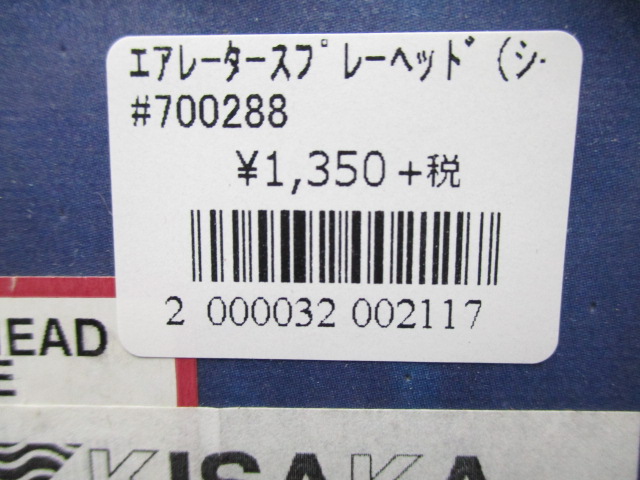 エアレータースプレーヘッド（シ
#700288
¥1,350+税
2 000032 002117
EAD
E
KISAKA